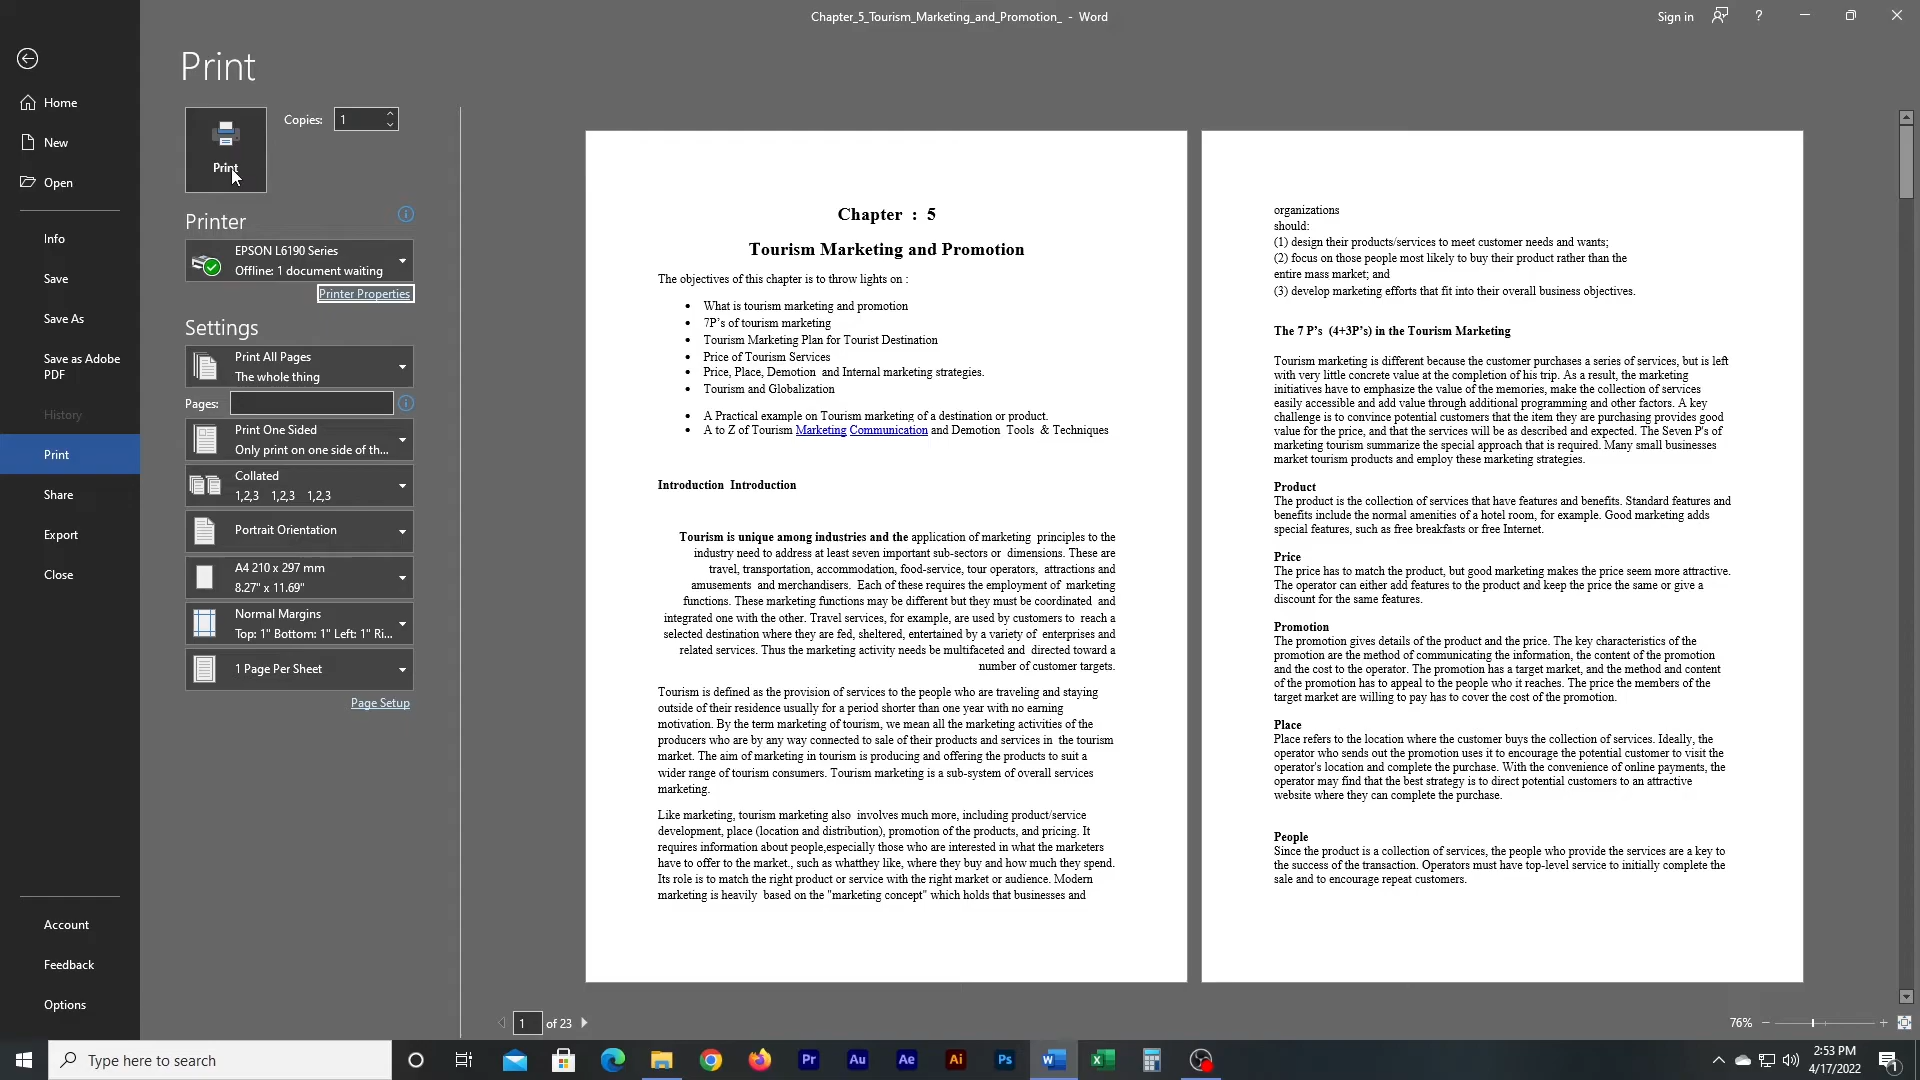 Chapter_5_Tourism_Marketing_and_Promotion_ - Word
Sign in
?
Print
Home
New
Open
Info
Save
Save As
Save as Adobe
PDF
History
Print
Share
Export
Close
Account
Feedback
Options
Print
Copies: 1
Printer
EPSON L6190 Series
Offline: 1 document waiting
Printer Properties
Settings
Print All Pages
The whole thing
Pages:
Print One Sided
Only print on one side of th...
Collated
1,2,3 1,2,3 1,2,3
Portrait Orientation
A4 210 x 297 mm
8.27" x 11.69"
Normal Margins
Top: 1" Bottom: 1" Left: 1" Ri...
1 Page Per Sheet
Page Setup
Chapter : 5
Tourism Marketing and Promotion
The objectives of this chapter is to throw lights on :
• What is tourism marketing and promotion
• 7P's of tourism marketing
• Tourism Marketing Plan for Tourist Destination
• Price of Tourism Services
• Price, Place, Demotion and Internal marketing strategies.
• Tourism and Globalization
• A Practical example on Tourism marketing of a destination or product.
• A to Z of Tourism Marketing Communication and Demotion Tools & Techniques
Introduction Introduction
Tourism is unique among industries and the application of marketing principles to the
industry need to address at least seven important sub-sectors or dimensions. These are
travel, transportation, accommodation, food-service, tour operators, attractions and
amusements and merchandisers. Each of these requires the employment of marketing
functions. These marketing functions may be different but they must be coordinated and
integrated one with the other. Travel services, for example, are used by customers to reach a
selected destination where they are fed, sheltered, entertained by a variety of enterprises and
related services. Thus the marketing activity needs be multifaceted and directed toward a
number of customer targets.
Tourism is defined as the provision of services to the people who are traveling and staying
outside of their residence usually for a period shorter than one year with no earning
motivation. By the term marketing of tourism, we mean all the marketing activities of the
producers who are by any way connected to sale of their products and services in the tourism
market. The aim of marketing in tourism is producing and offering the products to suit a
wider range of tourism consumers. Tourism marketing is a sub-system of overall services
marketing.
Like marketing, tourism marketing also involves much more, including product/service
development, place (location and distribution), promotion of the products, and pricing. It
requires information about people,especially those who are interested in what the marketers
have to offer to the market., such as whatthey like, where they buy and how much they spend.
Its role is to match the right product or service with the right market or audience. Modern
marketing is heavily based on the "marketing concept" which holds that businesses and
organizations
should:
(1) design their products/services to meet customer needs and wants;
(2) focus on those people most likely to buy their product rather than the
entire mass market; and
(3) develop marketing efforts that fit into their overall business objectives.
The 7 P's (4+3P's) in the Tourism Marketing
Tourism marketing is different because the customer purchases a series of services, but is left
with very little concrete value at the completion of his trip. As a result, the marketing
initiatives have to emphasize the value of the memories, make the collection of services
easily accessible and add value through additional programming and other factors. A key
challenge is to convince potential customers that the item they are purchasing provides good
value for the price, and that the services will be as described and expected. The Seven P's of
marketing tourism summarize the special approach that is required. Many small businesses
market tourism products and employ these marketing strategies.
Product
The product is the collection of services that have features and benefits. Standard features and
benefits include the normal amenities of a hotel room, for example. Good marketing adds
special features, such as free breakfasts or free Internet.
Price
The price has to match the product, but good marketing makes the price seem more attractive.
The operator can either add features to the product and keep the price the same or give a
discount for the same features.
Promotion
The promotion gives details of the product and the price. The key characteristics of the
promotion are the method of communicating the information, the content of the promotion
and the cost to the operator. The promotion has a target market, and the method and content
of the promotion has to appeal to the people who it reaches. The price the members of the
target market are willing to pay has to cover the cost of the promotion.
Place
Place refers to the location where the customer buys the collection of services. Ideally, the
operator who sends out the promotion uses it to encourage the potential customer to visit the
operator's location and complete the purchase. With the convenience of online payments, the
operator may find that the best strategy is to direct potential customers to an attractive
website where they can complete the purchase.
People
Since the product is a collection of services, the people who provide the services are a key to
the success of the transaction. Operators must have top-level service to initially complete the
sale and to encourage repeat customers.
1 of 23
76%
Type here to search
Pr
Au
Ae
Ai
Ps
2:53 PM
4/17/2022
1